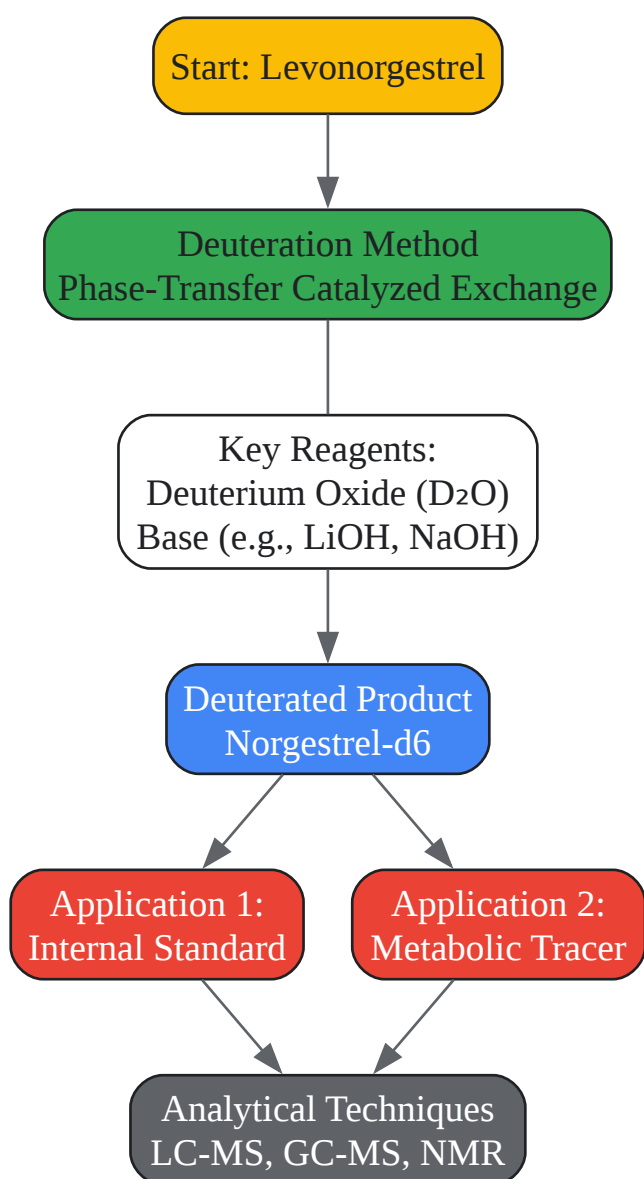 Start: Levonorgestrel
Deuteration Method
Phase-Transfer Catalyzed Exchange
Key Reagents:
Deuterium Oxide (D₂O)
Base (e.g., LiOH, NaOH)
Deuterated Product
Norgestrel-d6
Application 1:
Internal Standard
Application 2:
Metabolic Tracer
Analytical Techniques
LC-MS, GC-MS, NMR